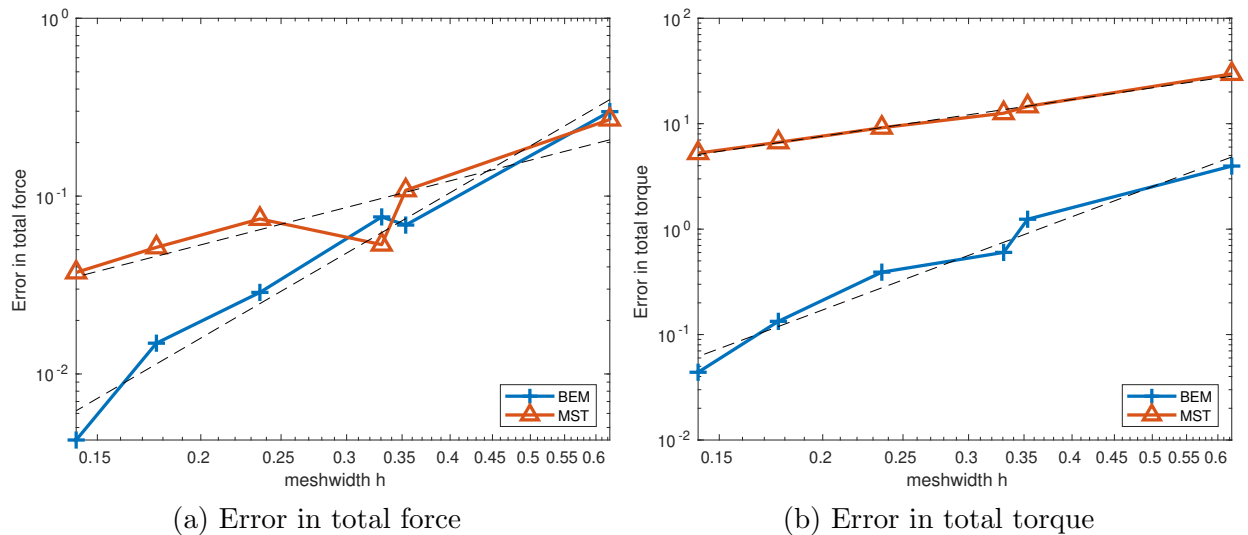 10^0
10^-1
10^-2
Error in total force
0.15 0.2 0.25 0.3 0.35 0.4 0.45 0.5 0.55 0.6
meshwidth h
BEM
MST
(a) Error in total force
10^2
10^1
10^0
10^-1
10^-2
Error in total torque
0.15 0.2 0.25 0.3 0.35 0.4 0.45 0.5 0.55 0.6
meshwidth h
BEM
MST
(b) Error in total torque